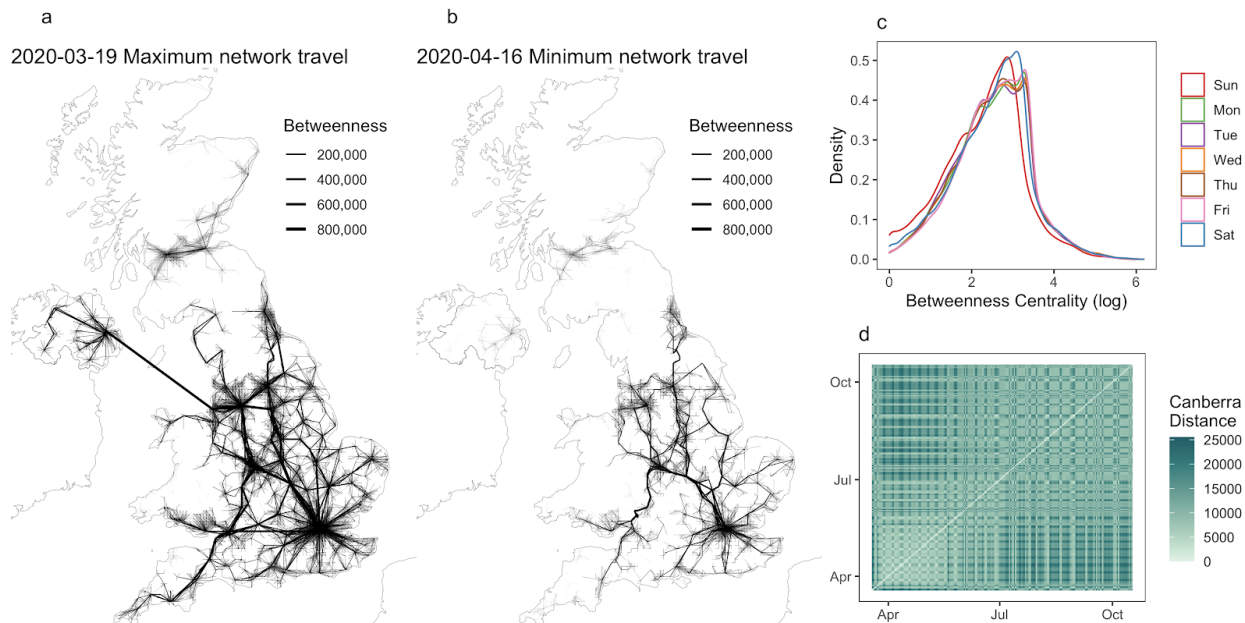 a
2020-03-19 Maximum network travel
Betweenness
200,000
400,000
600,000
800,000
b
2020-04-16 Minimum network travel
Betweenness
200,000
400,000
600,000
800,000
c
Density
0.5
0.4
0.3
0.2
0.1
0.0
0
2
4
6
Betweenness Centrality (log)
Sun
Mon
Tue
Wed
Thu
Fri
Sat
d
Oct
Jul
Apr
Apr
Jul
Oct
Canberra
Distance
25000
20000
15000
10000
5000
0